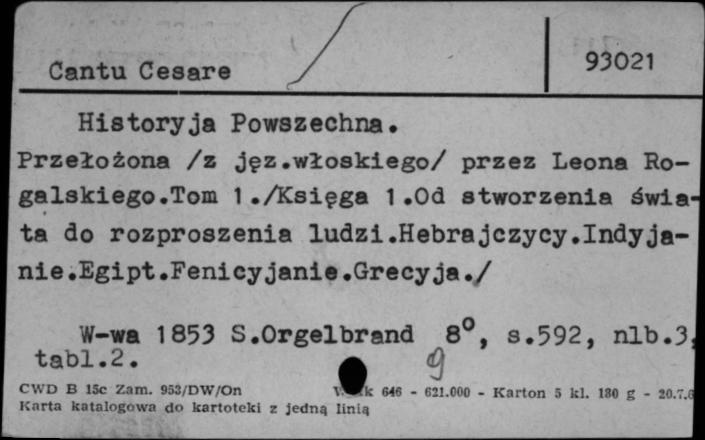 Cantu Cesare 93021
Historyja Powszechna.
Przełożona /z jęz.włoskiego/ przez Leona Ro-
galskiego.Tom 1./Księga 1.Od stworzenia świa-
ta do rozproszenia ludzi.Hebrajczycy.Indyja-
nie.Egipt.Fenicyjanie.Grecyja./
W-wa 1853 S.Orgelbrand 8°, s.592, nlb.3,
tabl.2. g
CWD B 15c Zam. 953/DW/On 646 - 621.000 - Karton 5 kl. 180 g - 20.7.6
Karta katalogowa do kartoteki z jedną linią